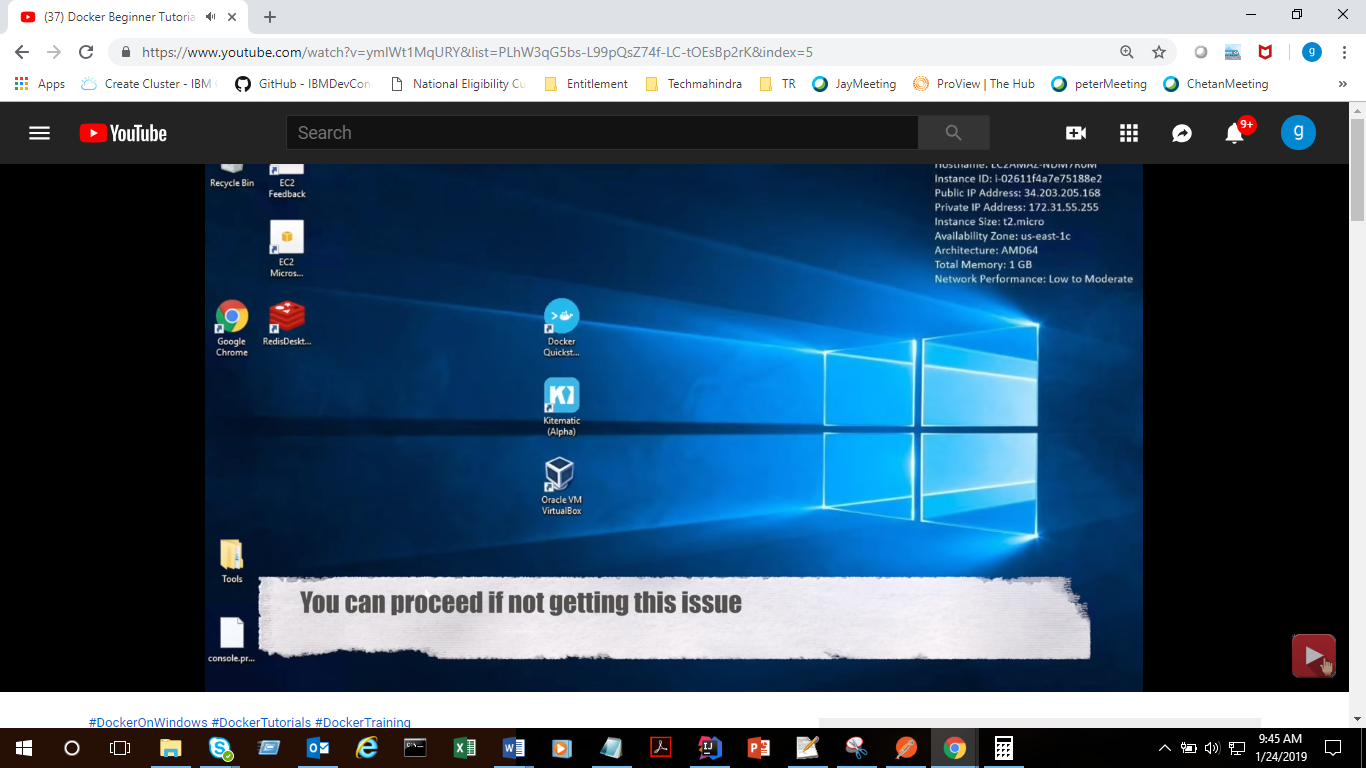 (37) Docker Beginner Tutoria
https://www.youtube.com/watch?v=ymlWt1MqURY&list=PLhW3qG5bs-L99pQsZ74f-LC-tOEsBp2rK&index=5
g
Apps
Create Cluster - IBM
GitHub - IBMDevCon
National Eligibility Cu
Entitlement
Techmahindra
TR
JayMeeting
ProView | The Hub
peterMeeting
ChetanMeeting
»
YouTube
Search
9+
g
Recycle Bin
EC2
Feedback
Hostname: EC2AMAZ-NDM7R0M
Instance ID: i-02611f4a7e75188e2
Public IP Address: 34.203.205.168
Private IP Address: 172.31.55.255
Instance Size: t2.micro
Availability Zone: us-east-1c
Architecture: AMD64
Total Memory: 1 GB
Network Performance: Low to Moderate
EC2
Micros...
Google
Chrome
RedisDeskt...
Docker
Quickst...
Kitematic
(Alpha)
Oracle VM
VirtualBox
Tools
console.pr...
You can proceed if not getting this issue
#DockerOnWindows #DockerTutorials #DockerTraining
9:45 AM
1/24/2019